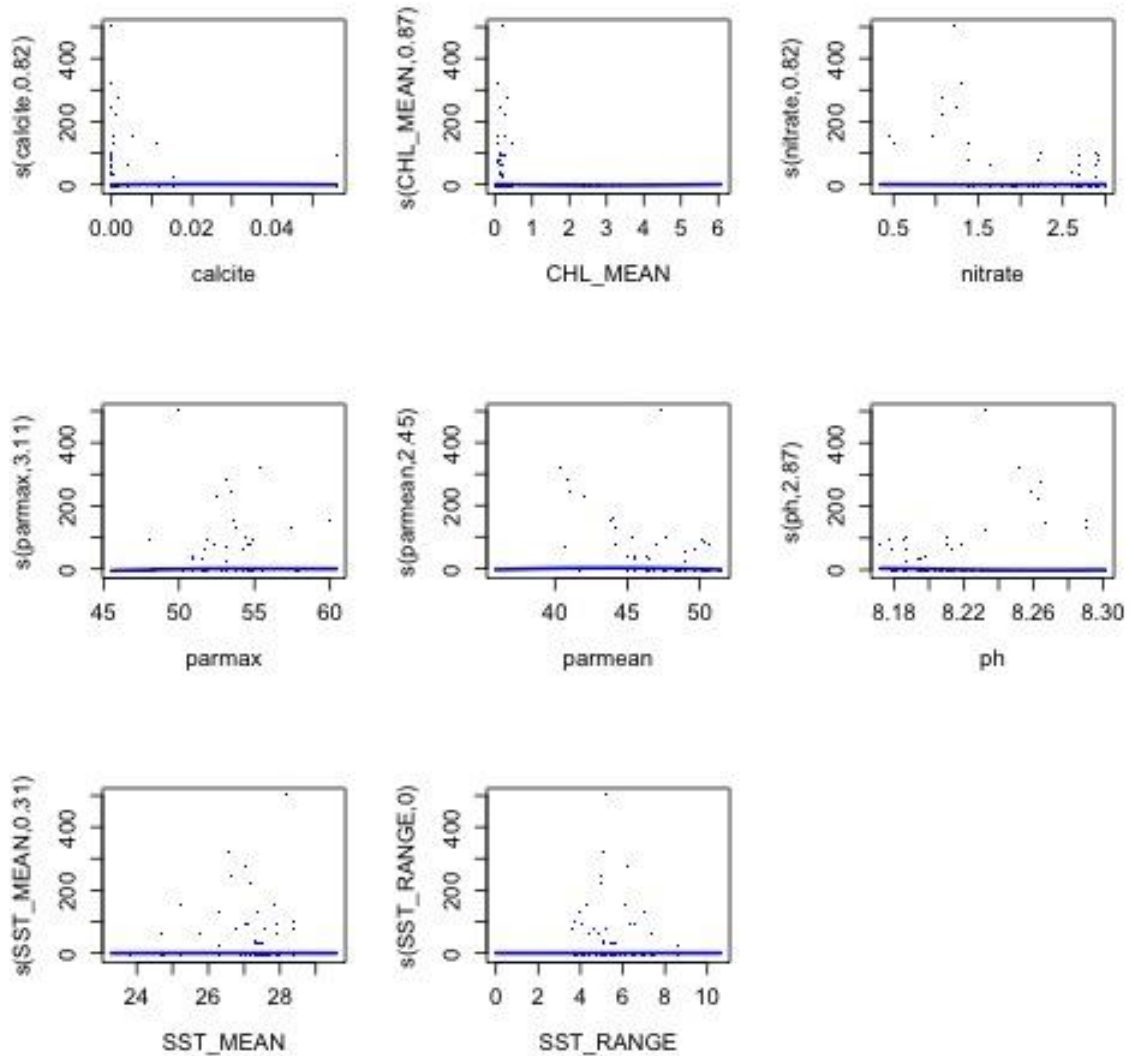 s(calcite,0.82)
0 200 400
0.00 0.02 0.04
calcite
s(CHL_MEAN,0.87)
0 200 400
0 1 2 3 4 5 6
CHL_MEAN
s(nitrate,0.82)
0 200 400
0.5 1.5 2.5
nitrate
s(parmax,3.11)
0 200 400
45 50 55 60
parmax
s(parmean,2.45)
0 200 400
40 45 50
parmean
s(ph,2.87)
0 200 400
8.18 8.22 8.26 8.30
ph
s(SST_MEAN,0.31)
0 200 400
24 26 28
SST_MEAN
s(SST_RANGE,0)
0 200 400
0 2 4 6 8 10
SST_RANGE